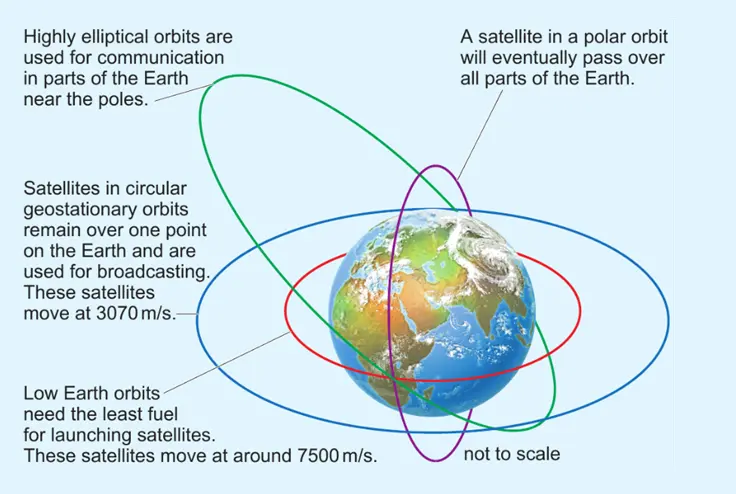 Highly elliptical orbits are
used for communication
in parts of the Earth
near the poles.
A satellite in a polar orbit
will eventually pass over
all parts of the Earth.
Satellites in circular
geostationary orbits
remain over one point
on the Earth and are
used for broadcasting.
These satellites
move at 3070 m/s.
Low Earth orbits
need the least fuel
for launching satellites.
These satellites move at around 7500 m/s.
not to scale